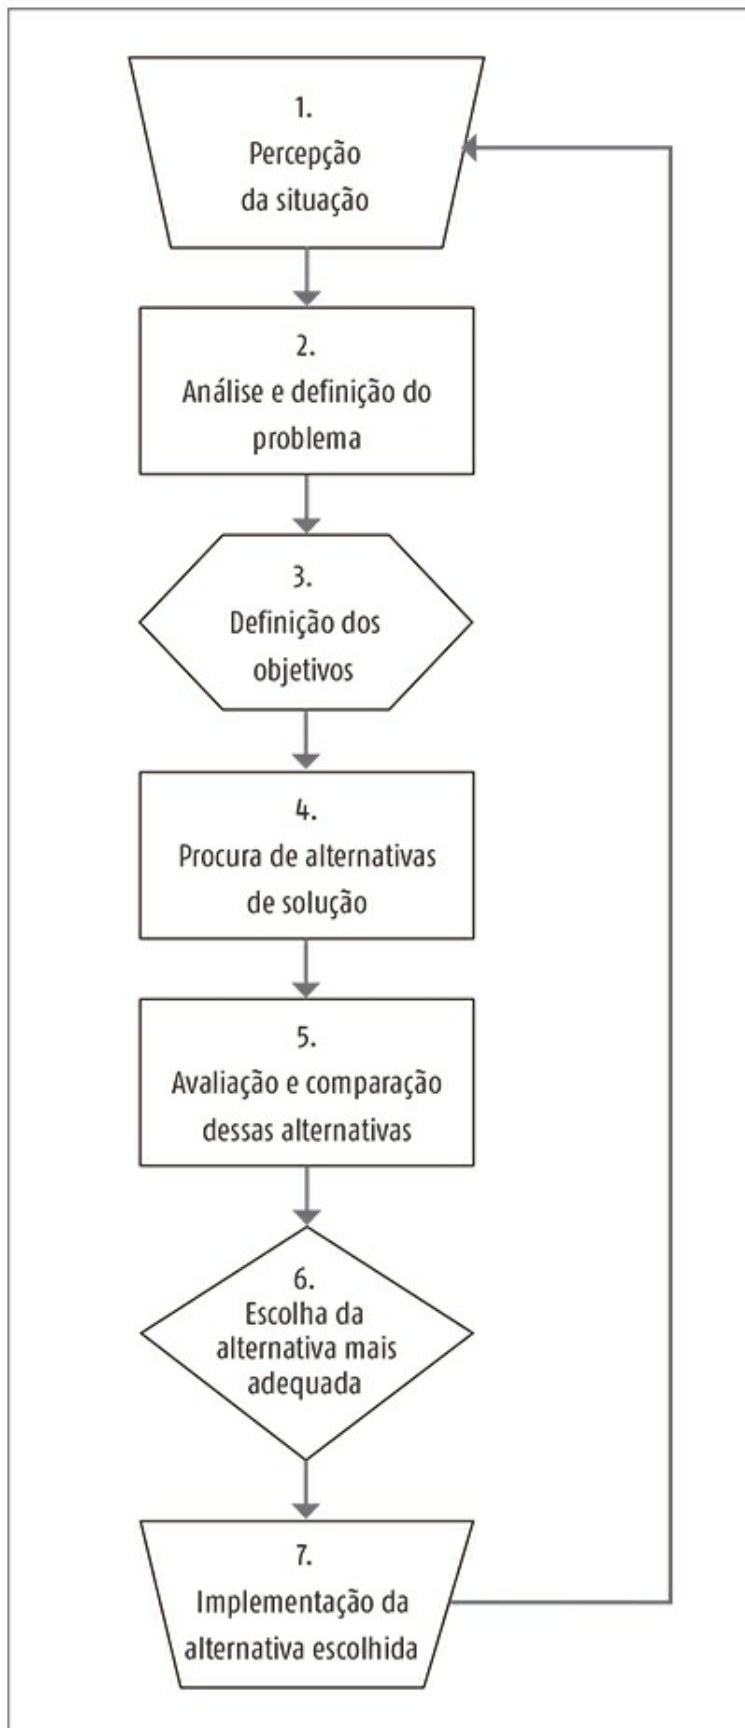 1.
Percepção
da situação
2.
Análise e definição do
problema
3.
Definição dos
objetivos
4.
Procura de alternativas
de solução
5.
Avaliação e comparação
dessas alternativas
6.
Escolha da
alternativa mais
adequada
7.
Implementação da
alternativa escolhida